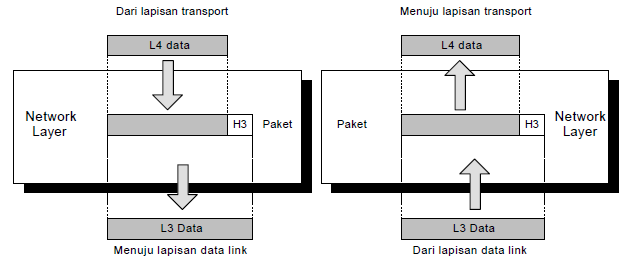 Dari lapisan transport
L4 data
Network
Layer
H3
Paket
L3 Data
Menuju lapisan data link
Menuju lapisan transport
L4 data
Paket
H3
Network
Layer
L3 Data
Dari lapisan data link